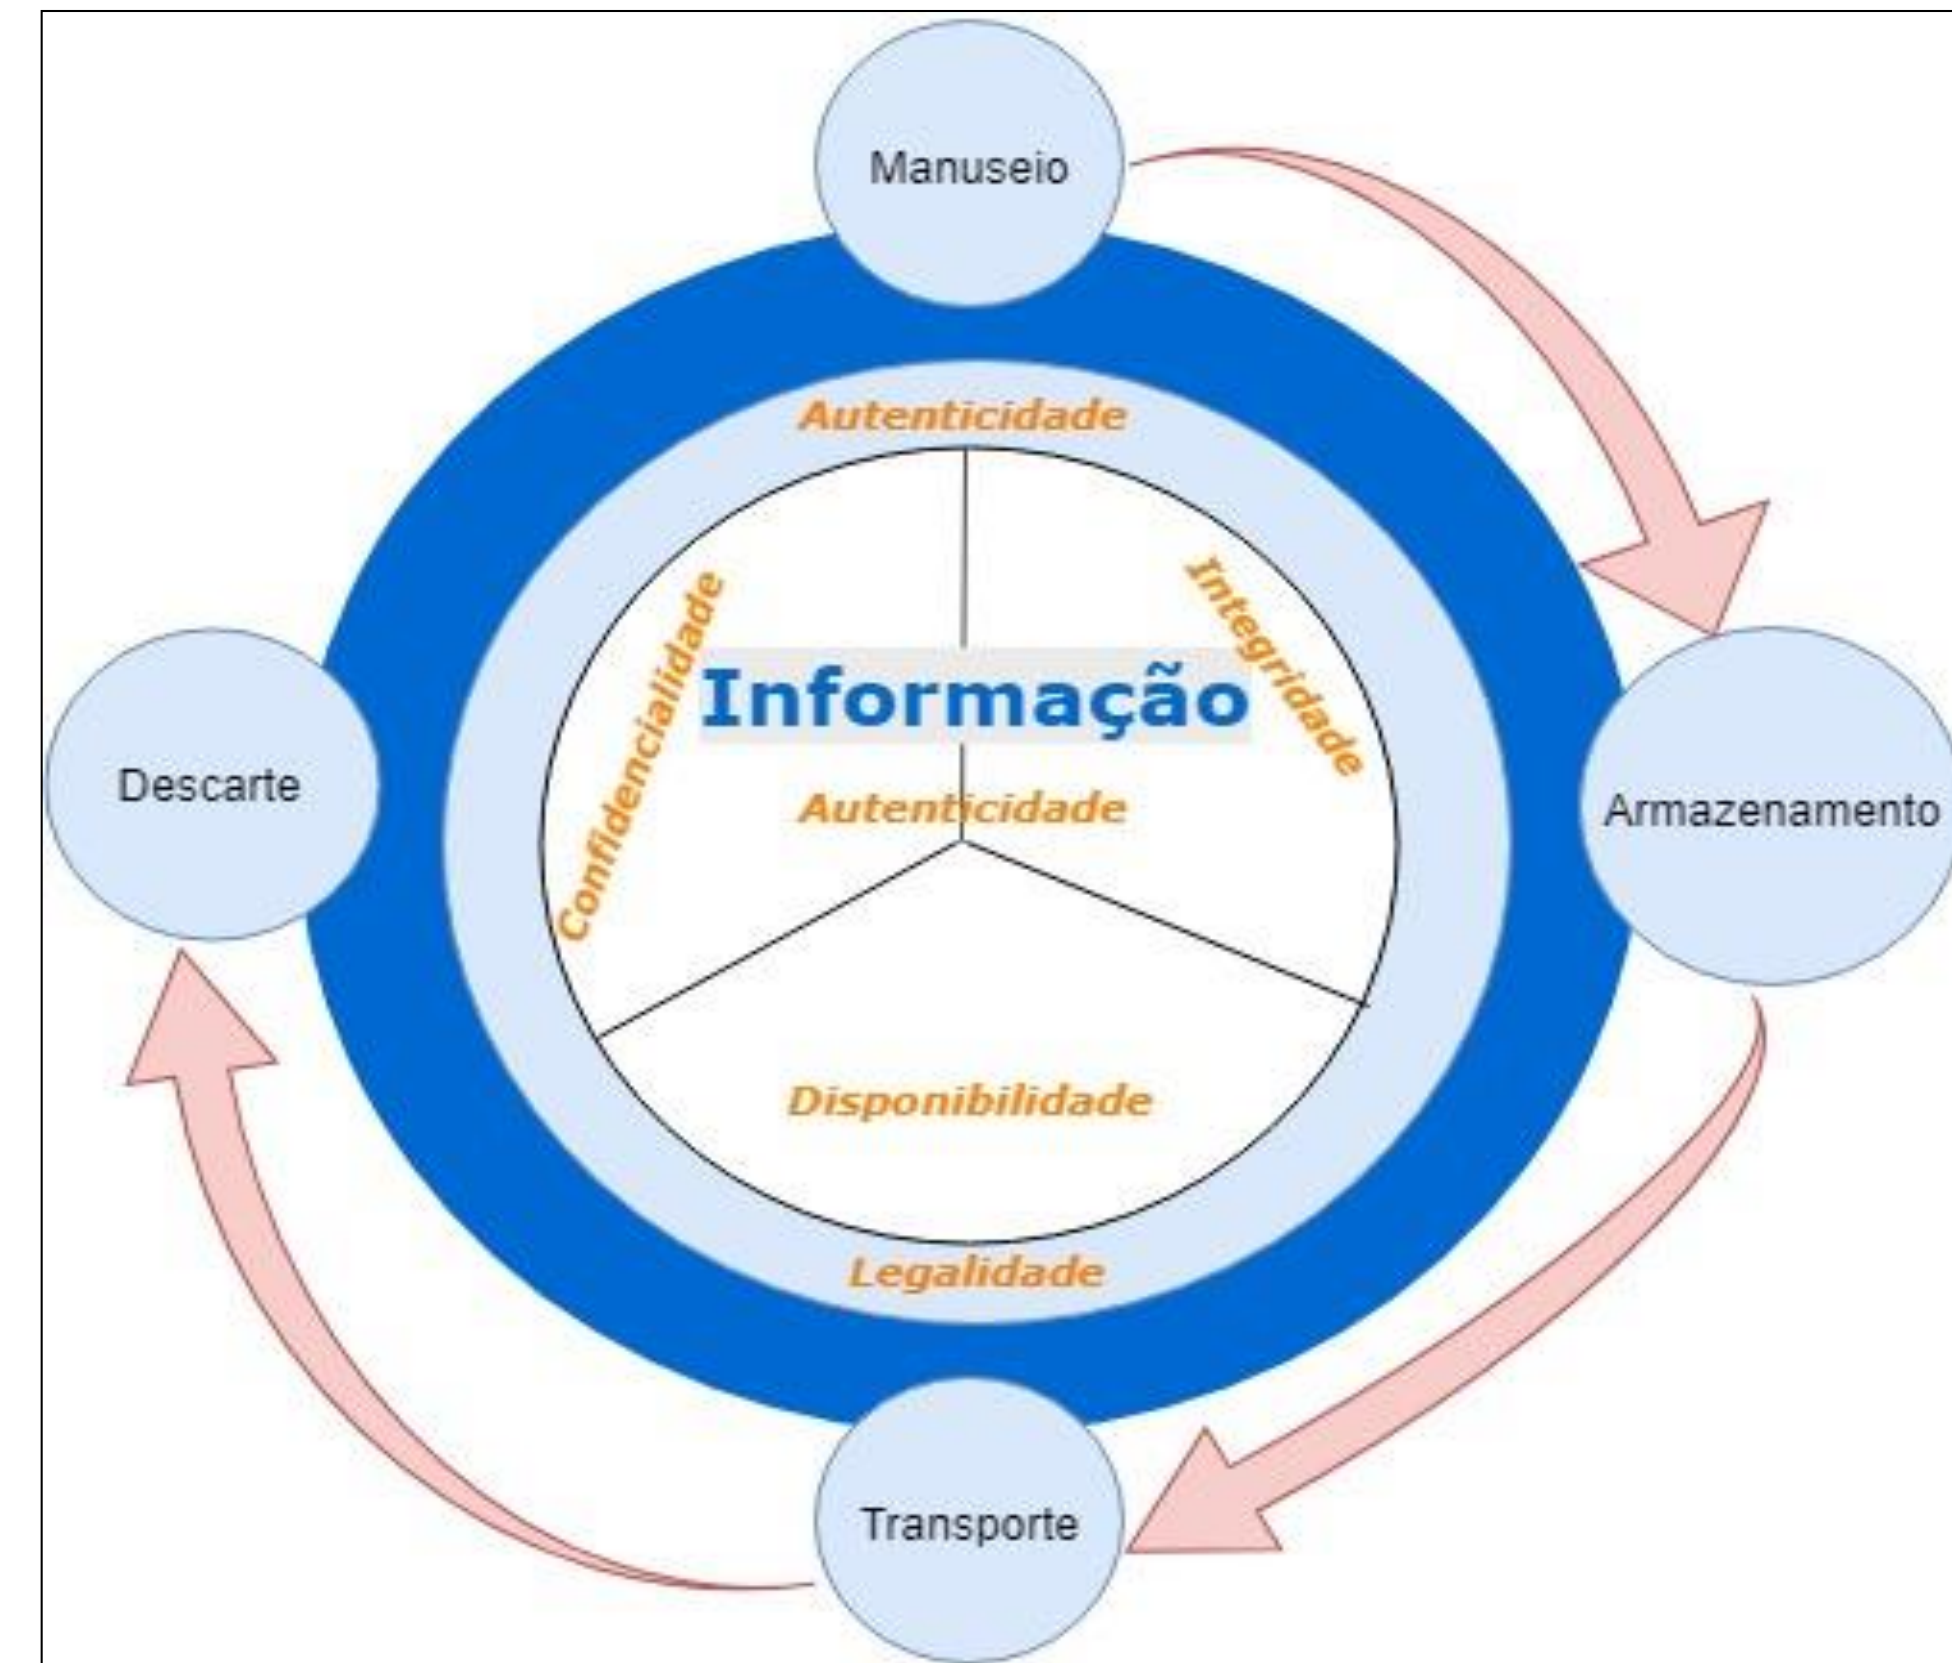 Manuseio
Autenticidade
Confidencialidade
Integridade
Informação
Descarte
Autenticidade
Armazenamento
Disponibilidade
Legalidade
Transporte